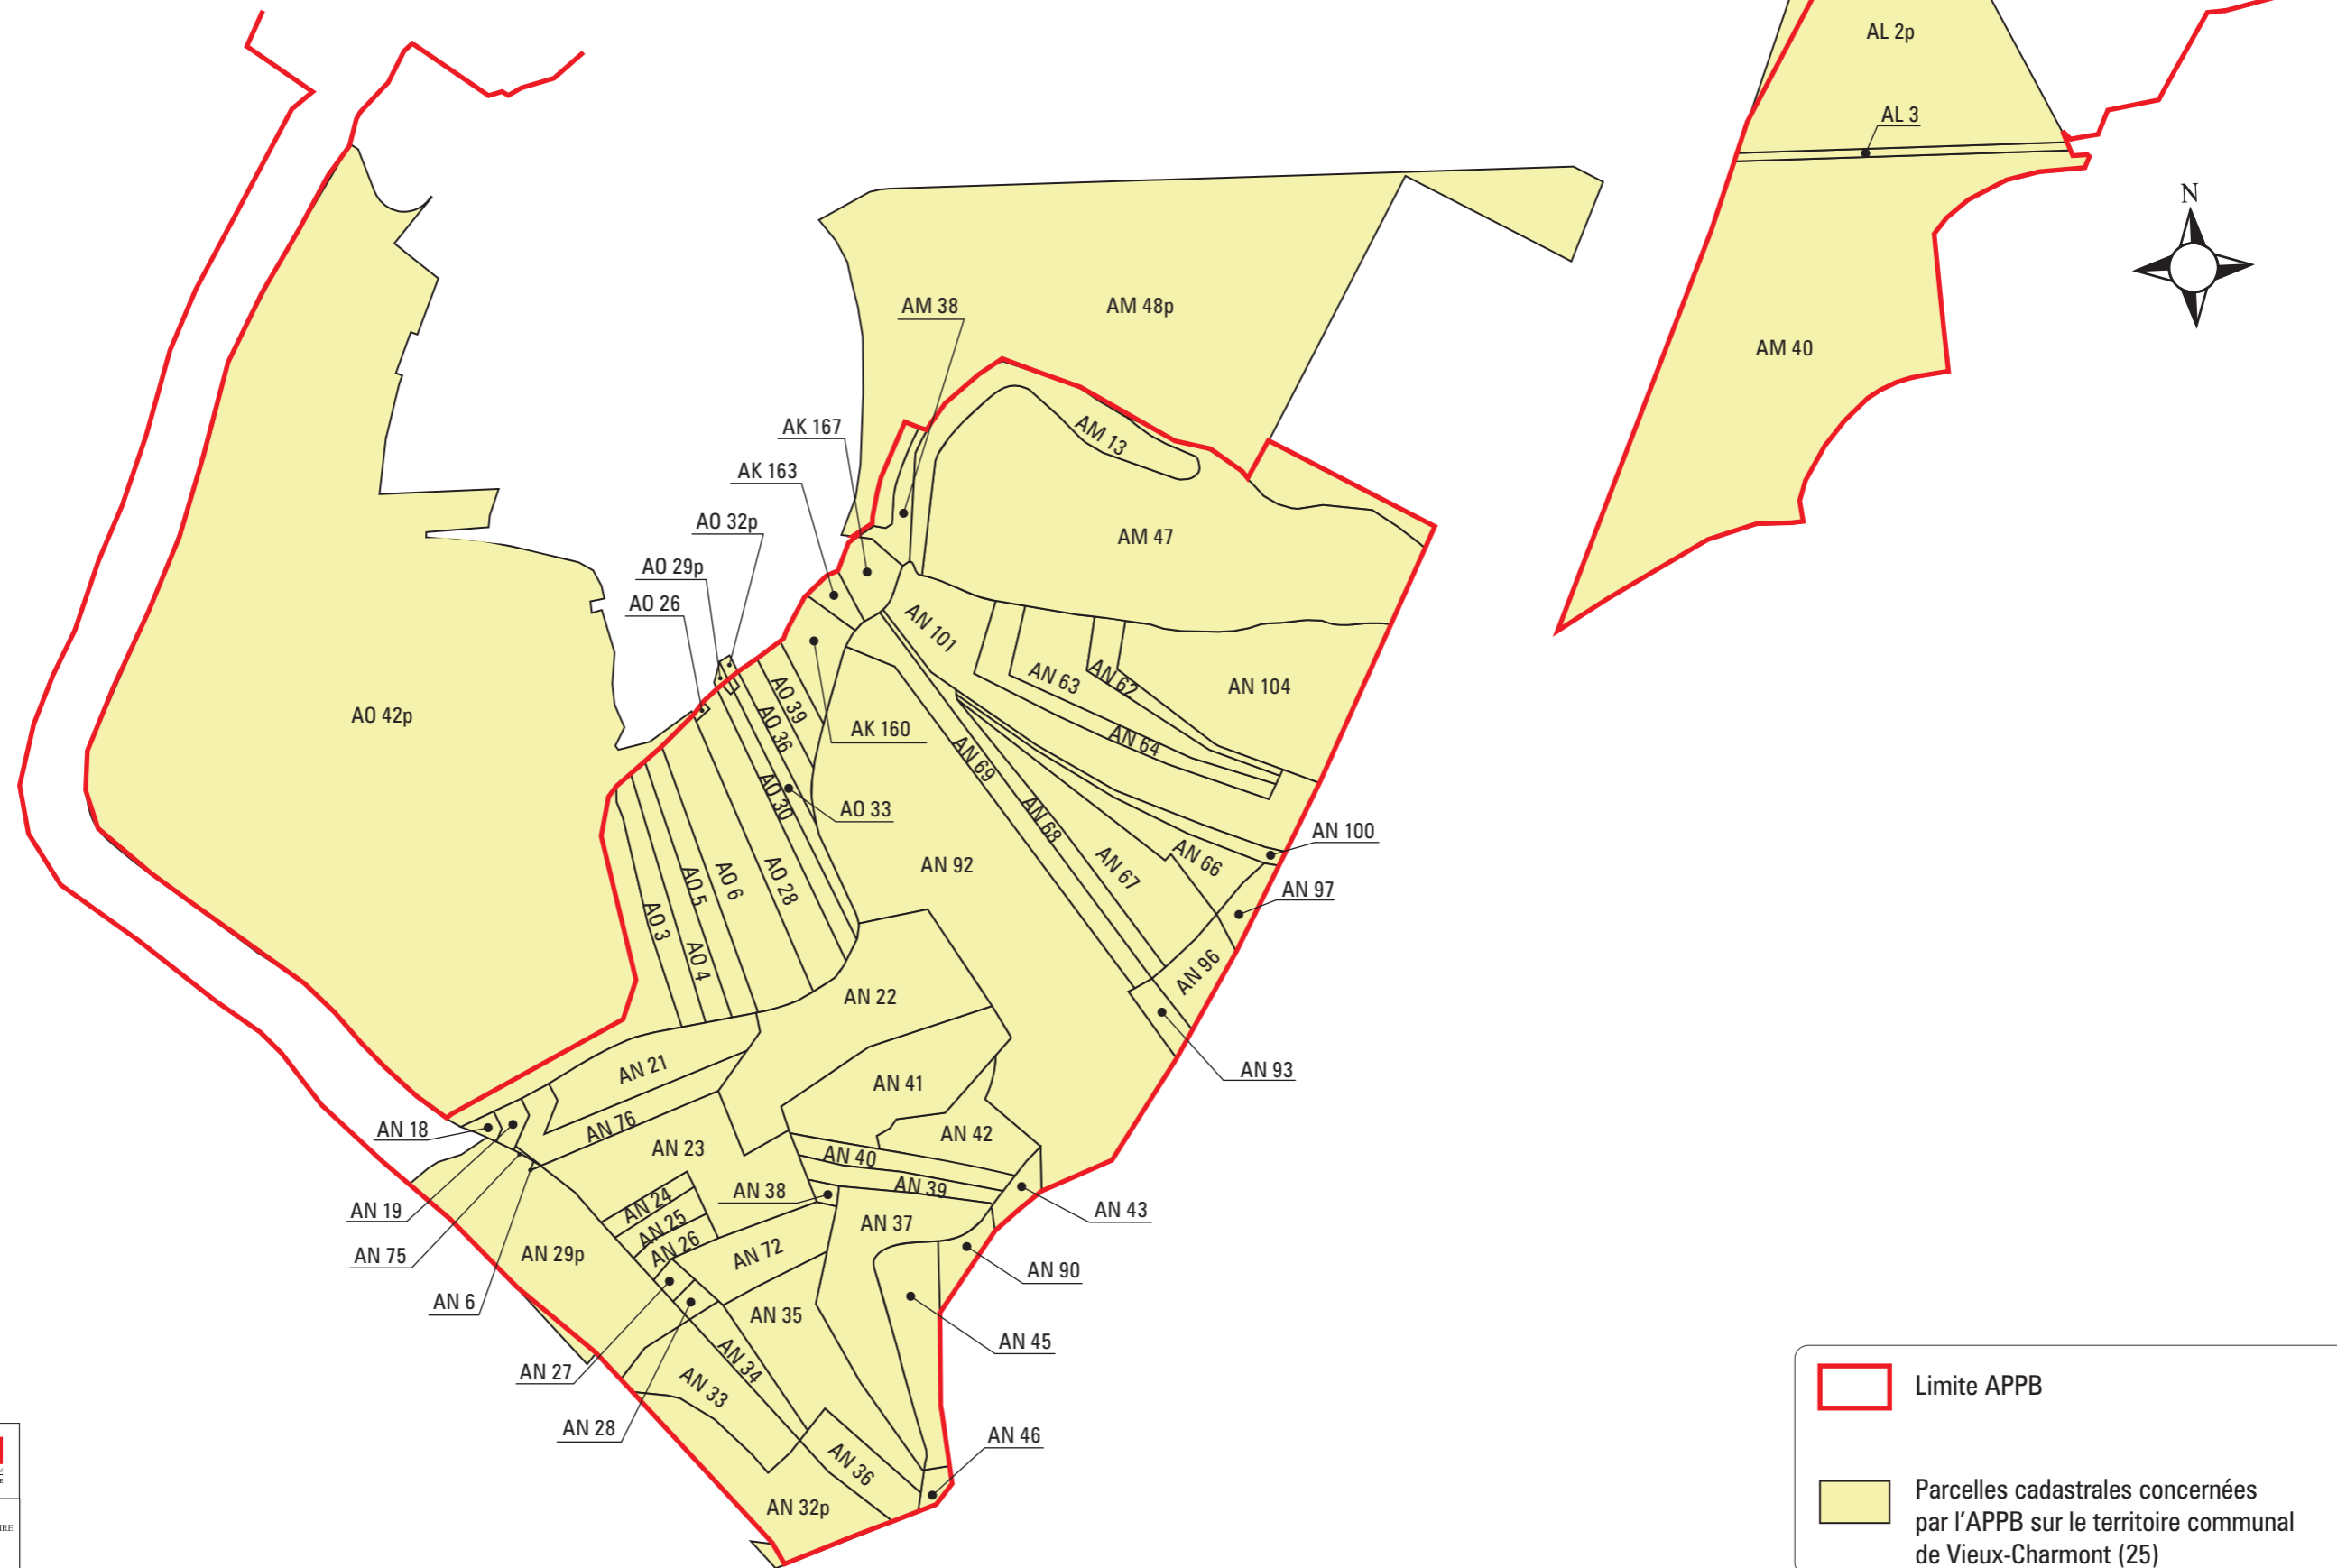 AL 2p
AL 3
N
AM 38
AM 48p
AM 40
AM 13
AK 167
AK 163
AO 32p
AM 47
AO 29p
AO 26
AN 101
AN 63
AN 62
AN 104
AO 39
AO 36
AO 42p
AK 160
AN 64
AN 69
AO 30
AO 33
AN 68
AN 100
AN 92
AN 67
AN 66
AO 28
AO 6
AO 5
AN 97
AO 3
AO 4
AN 96
AN 22
AN 21
AN 93
AN 41
AN 18
AN 76
AN 42
AN 23
AN 40
AN 39
AN 38
AN 24
AN 43
AN 19
AN 25
AN 37
AN 26
AN 72
AN 75
AN 29p
AN 90
AN 6
AN 35
AN 45
AN 27
AN 34
AN 33
AN 28
AN 46
AN 36
AN 32p
Limite APPB
Parcelles cadastrales concernées
par l'APPB sur le territoire communal
de Vieux-Charmont (25)